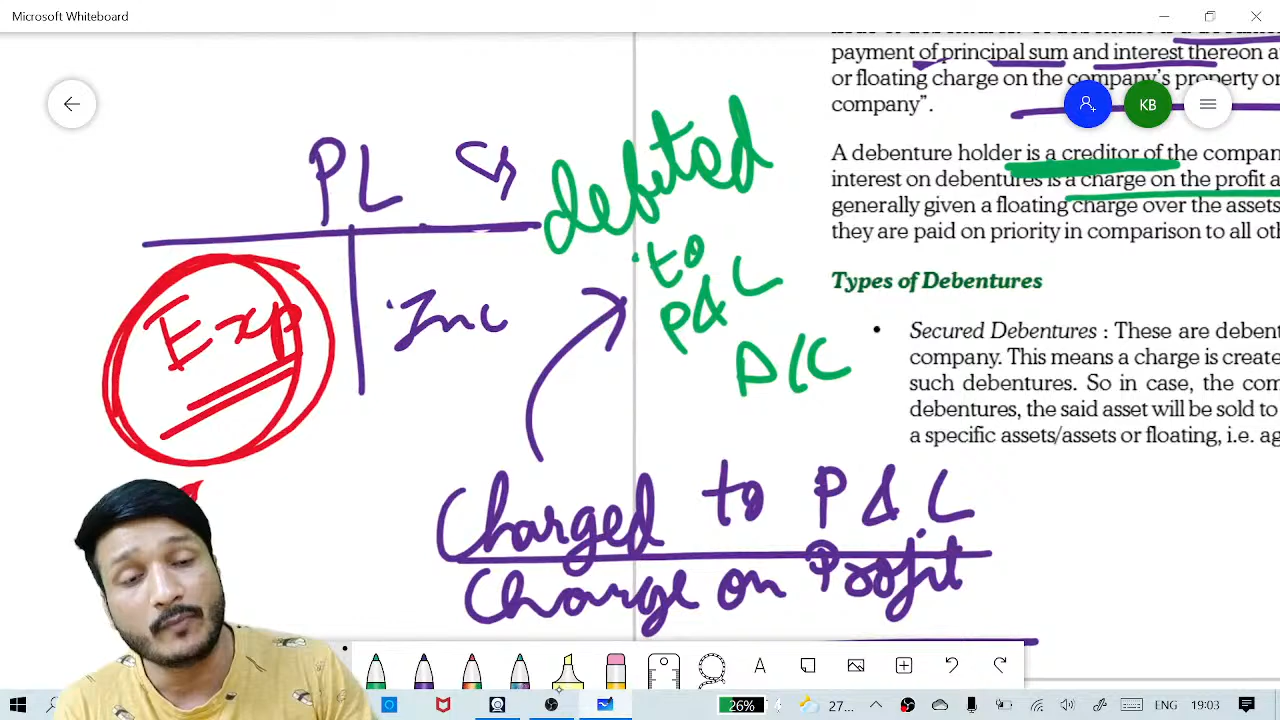 Microsoft Whiteboard
payment of principal sum and interest thereon a
or floating charge on the company's property or
company".
KB
A debenture holder is a creditor of the compan
interest on debentures is a charge on the profit a
generally given a floating charge over the assets
they are paid on priority in comparison to all ot
Types of Debentures
• Secured Debentures : These are debent
company. This means a charge is create
such debentures. So in case, the com
debentures, the said asset will be sold to
a specific assets/assets or floating, i.e. ag
PL
debited
to
P&L
A/C
Exp
Inc
Charged to P & L
Charge on Profit
26%
27...
ENG
19:03